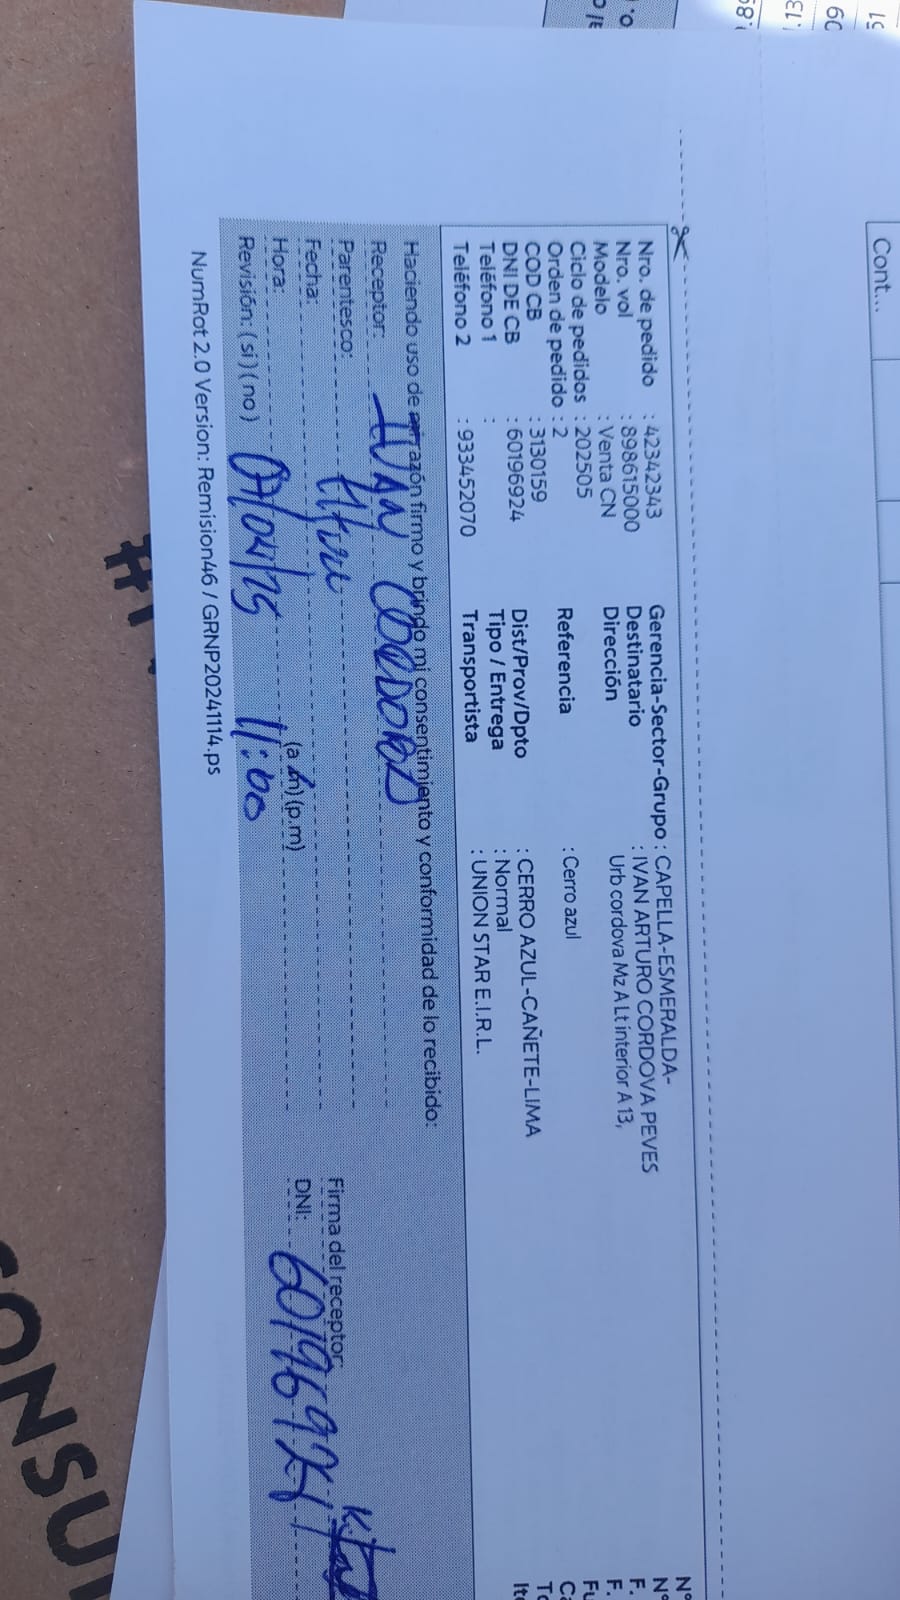 Cont...
Nro. de pedido : 42342343
Nro. vol : 898615000
Modelo : Venta CN
Ciclo de pedidos : 202505
Orden de pedido : 2
COD CB : 3130159
DNI DE CB : 60196924
Teléfono 1 :
Teléfono 2 : 933452070
Gerencia-Sector-Grupo : CAPELLA-ESMERALDA-
Destinatario : IVAN ARTURO CORDOVA PEVES
Dirección Urb cordova Mz A Lt interior A 13,
Referencia : Cerro azul
Dist/Prov/Dpto : CERRO AZUL-CAÑETE-LIMA
Tipo / Entrega : Normal
Transportista : UNION STAR E.I.R.L.
Haciendo uso de mi razón firmo y brindo mi consentimiento y conformidad de lo recibido:
Receptor: IVAN CORDOVA
Parentesco: Titular
Fecha:
Hora: (a.m) (p.m)
Revisión: ( si ) ( no ) 07/04/25 11:00
Firma del receptor:
DNI: 60196924
NumRot 2.0 Version: Remision46 / GRNP20241114.ps
N°
N°
F.
F.
CONSU